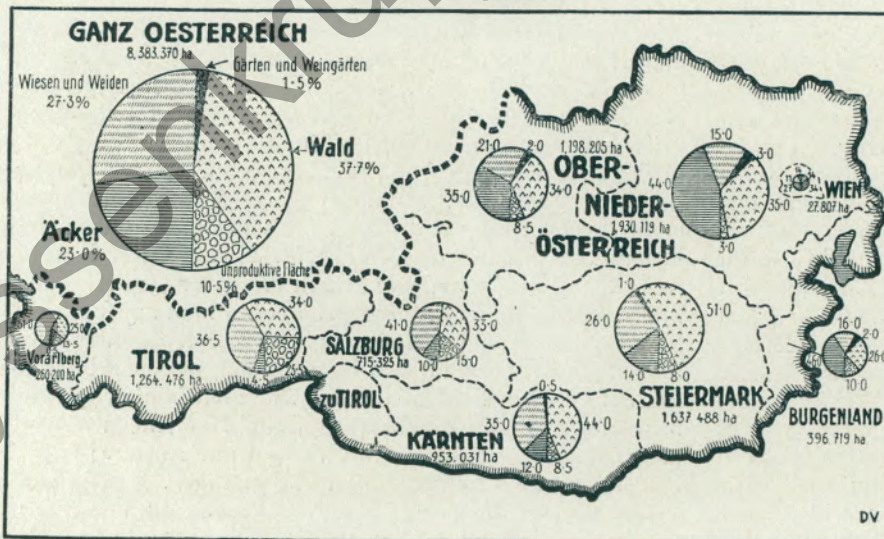 GANZ OESTERREICH
8,383.370 ha
Gärten und Weingärten
1·5%
Wiesen und Weiden
27·3%
Wald
37·7%
Äcker
23·0%
unproduktive Fläche
10·5%
Vorarlberg
61·0
TIROL
1,264.476 ha
34·0
36·5
4·5
SALZBURG
41·0
33·0
10·0
15·0
zu TIROL
KÄRNTEN
953.031 ha
0·5
35·0
44·0
12·0
8·5
OBER-
1,198.205 ha
21·0
2·0
35·0
34·0
8·5
NIEDER-
1,930.119 ha
ÖSTERREICH
15·0
3·0
44·0
35·0
3·0
WIEN
27.807 ha
STEIERMARK
1,637 488 ha
1·0
26·0
51·0
14·0
8·0
BURGENLAND
396.719 ha
16·0
2·0
26·0
10·0
DV